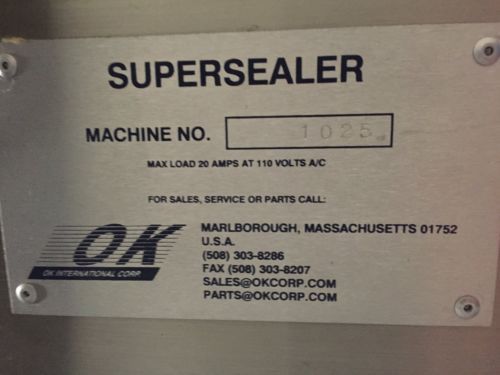 SUPERSEALER
MACHINE NO. 1025
MAX LOAD 20 AMPS AT 110 VOLTS A/C
FOR SALES, SERVICE OR PARTS CALL:
OK
OK INTERNATIONAL CORP.
MARLBOROUGH, MASSACHUSETTS 01752
U.S.A.
(508) 303-8286
FAX (508) 303-8207
SALES@OKCORP.COM
PARTS@OKCORP.COM